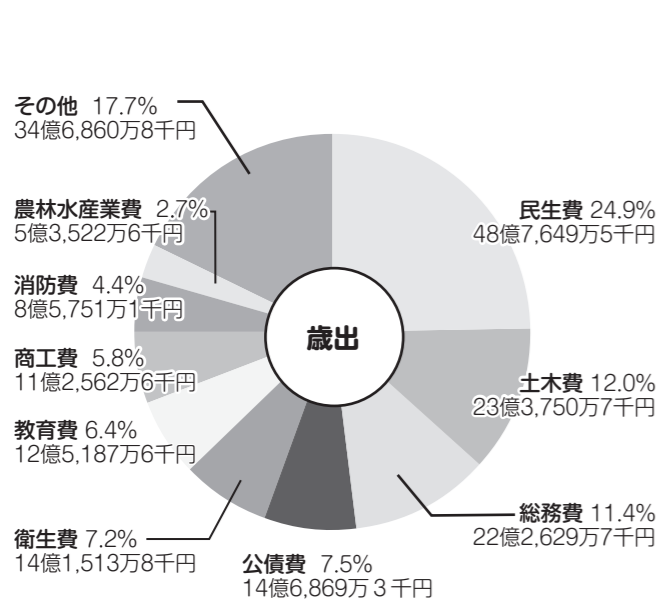 その他 17.7%
34億6,860万8千円
農林水産業費 2.7%
5億3,522万6千円
民生費 24.9%
48億7,649万5千円
消防費 4.4%
8億5,751万1千円
歳出
商工費 5.8%
11億2,562万6千円
土木費 12.0%
23億3,750万7千円
教育費 6.4%
12億5,187万6千円
総務費 11.4%
22億2,629万7千円
衛生費 7.2%
14億1,513万8千円
公債費 7.5%
14億6,869万3千円